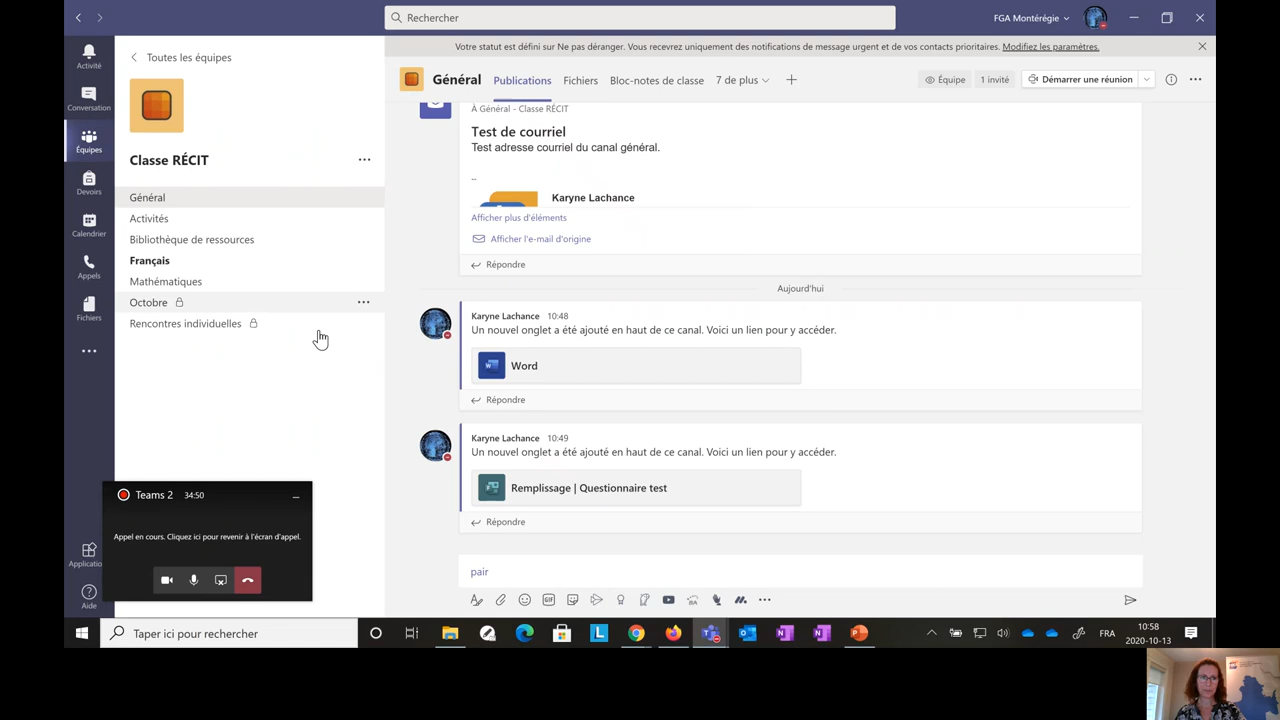 Rechercher
FGA Montérégie
Votre statut est défini sur Ne pas déranger. Vous recevrez uniquement des notifications de message urgent et de vos contacts prioritaires. Modifiez les paramètres.
Activité
Conversation
Équipes
Devoirs
Calendrier
Appels
Fichiers
Applicatio
Aide
Toutes les équipes
Classe RÉCIT
Général
Activités
Bibliothèque de ressources
Français
Mathématiques
Octobre
Rencontres individuelles
Teams 2 34:50
Appel en cours. Cliquez ici pour revenir à l'écran d'appel.
Général Publications Fichiers Bloc-notes de classe 7 de plus
Équipe 1 invité Démarrer une réunion
À Général - Classe RÉCIT
Test de courriel
Test adresse courriel du canal général.
--
Karyne Lachance
Afficher plus d'éléments
Afficher l'e-mail d'origine
Répondre
Aujourd'hui
Karyne Lachance 10:48
Un nouvel onglet a été ajouté en haut de ce canal. Voici un lien pour y accéder.
Word
Répondre
Karyne Lachance 10:49
Un nouvel onglet a été ajouté en haut de ce canal. Voici un lien pour y accéder.
Remplissage | Questionnaire test
Répondre
pair
GIF
Taper ici pour rechercher
FRA
10:58
2020-10-13